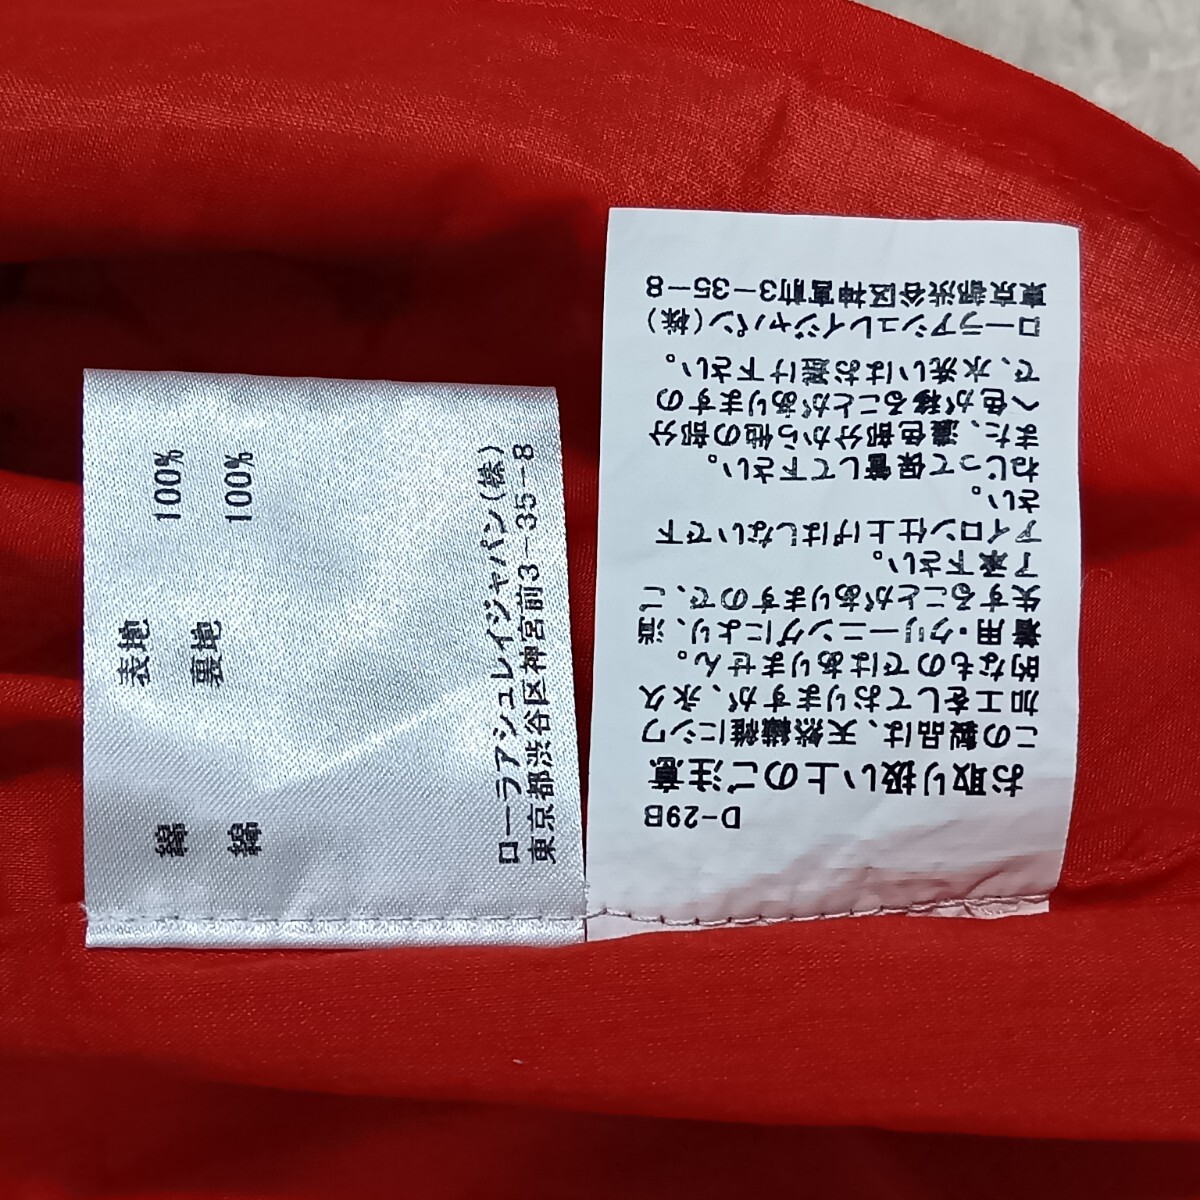 表地
綿 100%
裏地
綿 100%
ローラアシュレイジャパン(株)
東京都渋谷区神宮前3-35-8
D-29B
お取り扱い上のご注意
この製品は、天然繊維にシワ
加工をしておりますが、永久
的なものではありません。
着用・クリーニングにより、消
失することがありますので、ご
了承下さい。
アイロン仕上げはしないで下
さい。
ねじって保管して下さい。
また、濃色部分から他の部分
へ色が移ることがありますの
で、水洗いはお避け下さい。
ローラアシュレイジャパン(株)
東京都渋谷区神宮前3-35-8